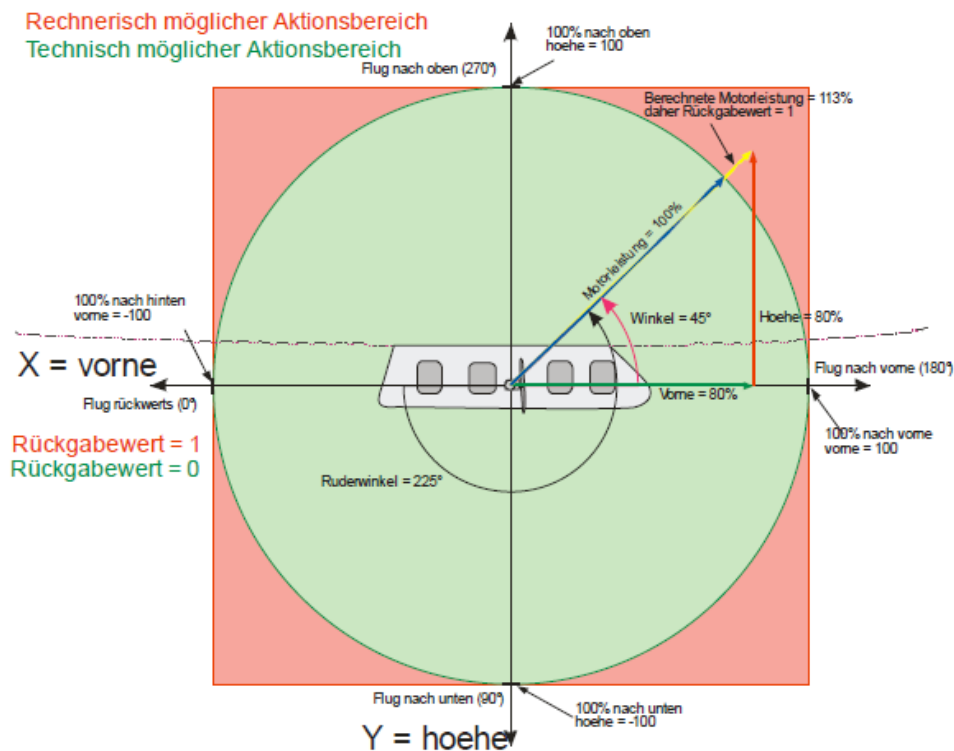 Rechnerisch möglicher Aktionsbereich
Technisch möglicher Aktionsbereich
100% nach oben
hoehe = 100
Flug nach oben (270°)
Berechnete Motorleistung = 113%
daher Rückgabewert = 1
Motorleistung = 100%
100% nach hinten
vorne = -100
Winkel = 45°
Hoehe = 80%
X = vorne
Flug nach vorne (180°)
Flug rückwerts (0°)
Vorne = 80%
100% nach vorne
vorne = 100
Rückgabewert = 1
Rückgabewert = 0
Ruderwinkel = 225°
Flug nach unten (90°)
100% nach unten
hoehe = -100
Y = hoehe